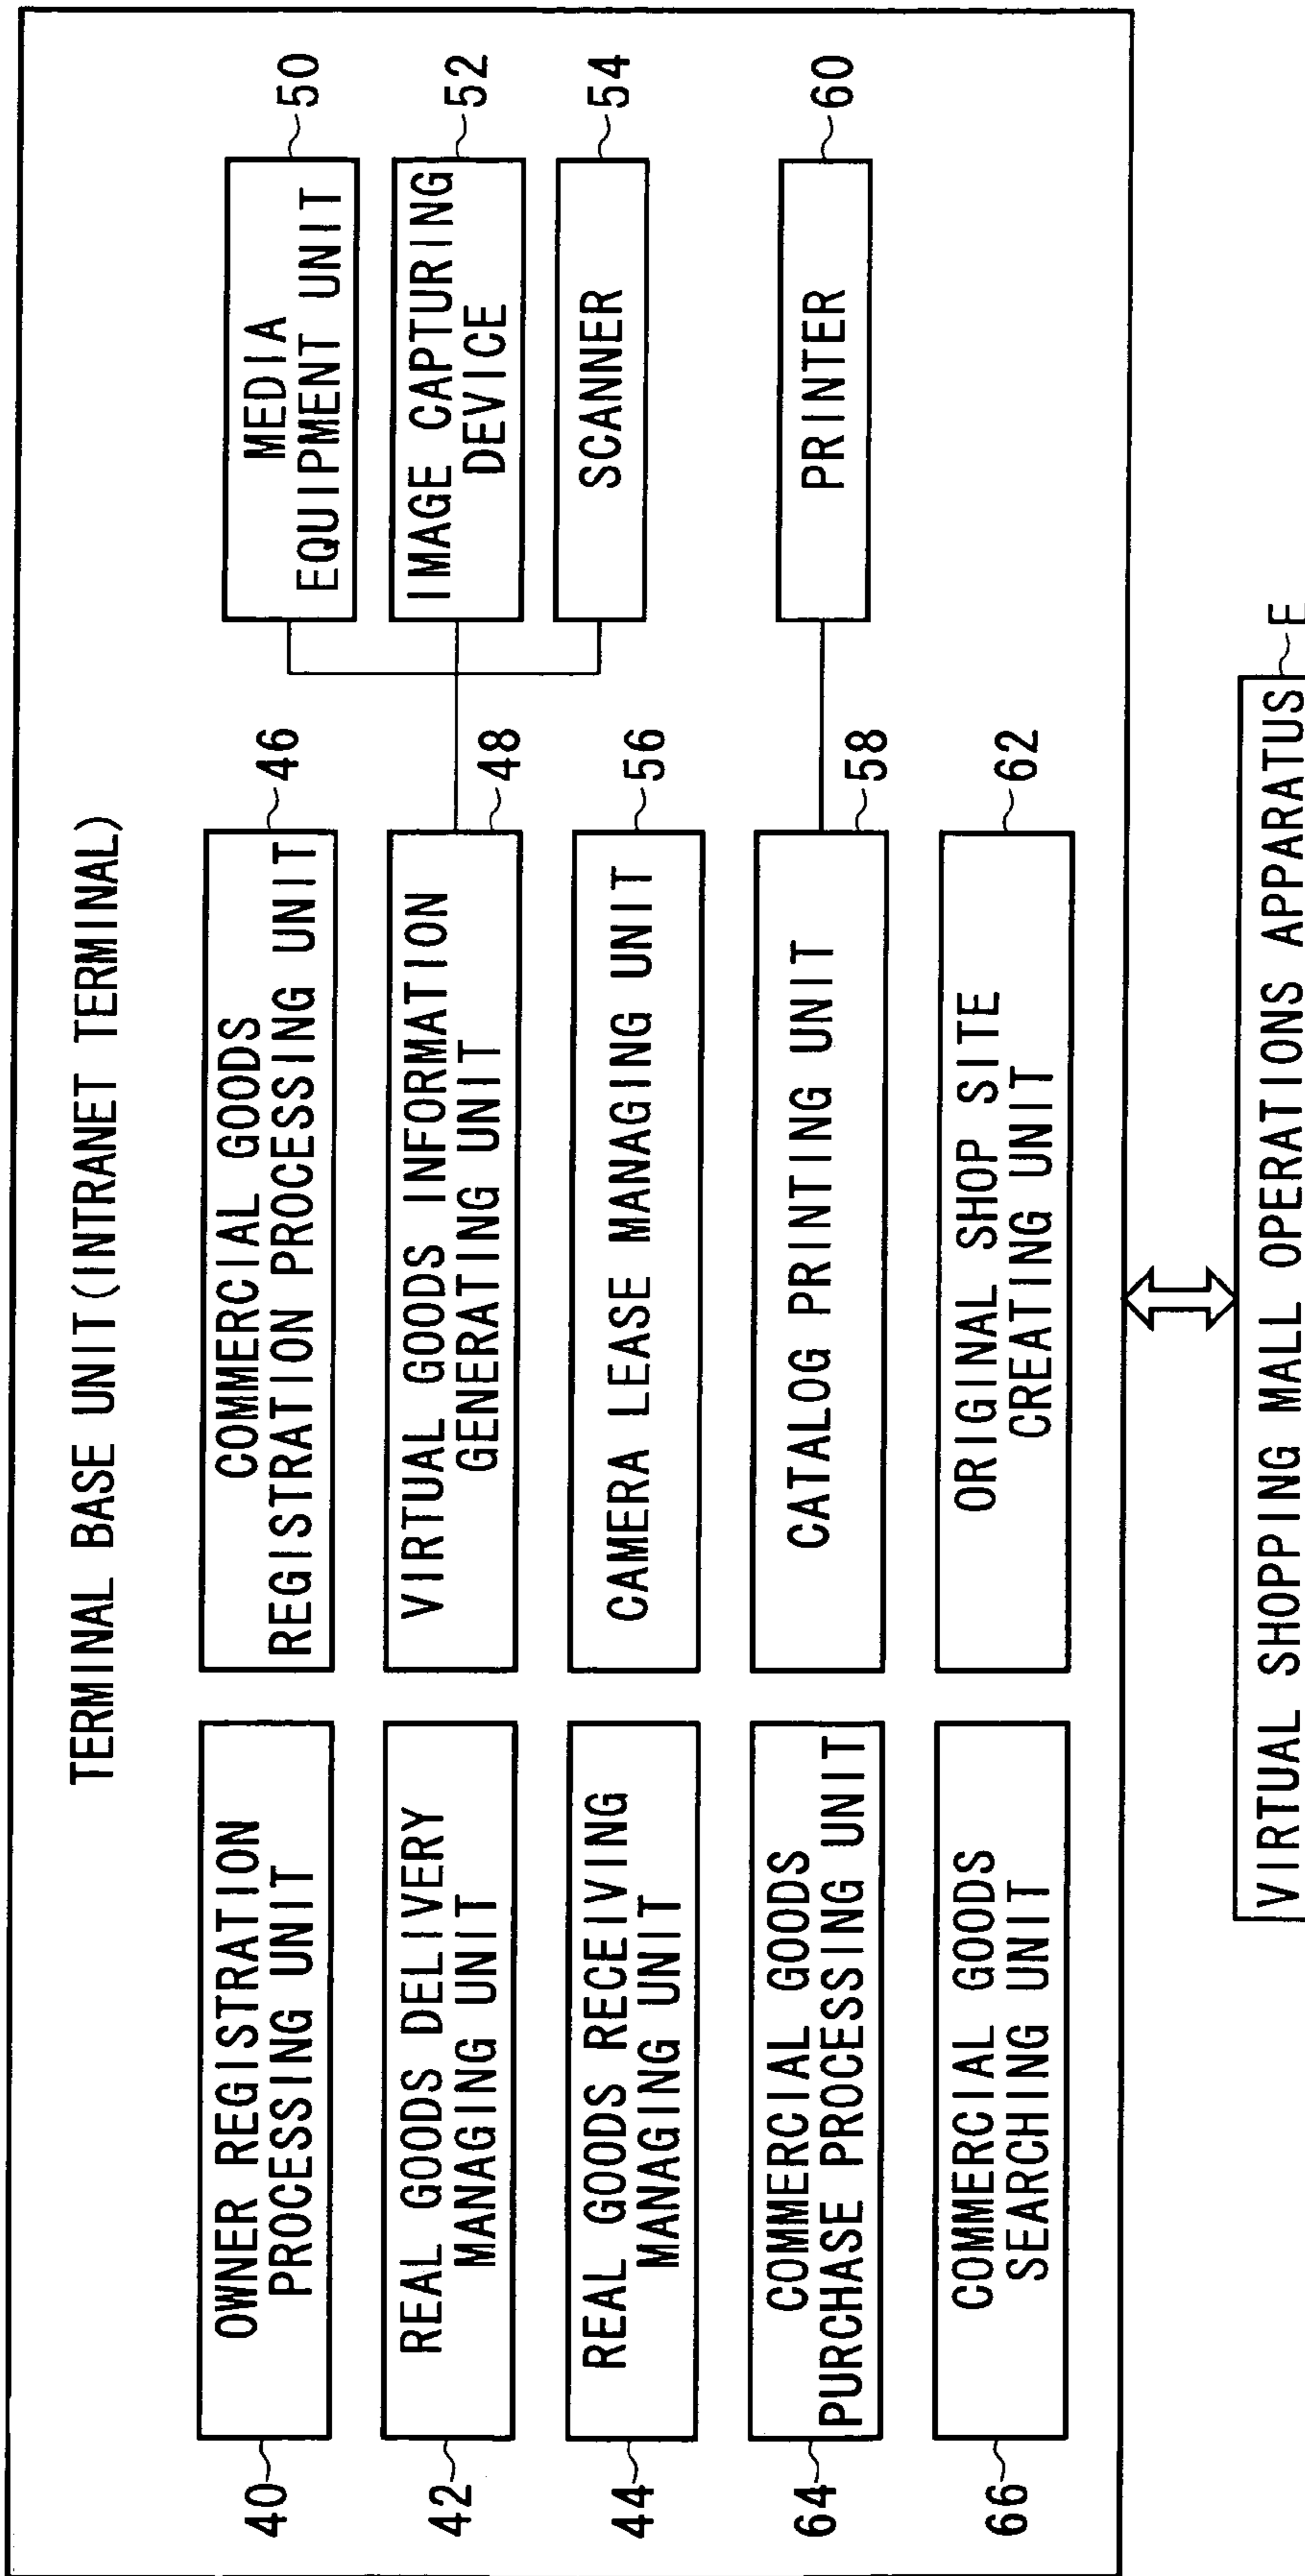 TERMINAL BASE UNIT(INTRANET TERMINAL)
40
OWNER REGISTRATION
PROCESSING UNIT
42
REAL GOODS DELIVERY
MANAGING UNIT
44
REAL GOODS RECEIVING
MANAGING UNIT
64
COMMERCIAL GOODS
PURCHASE PROCESSING UNIT
66
COMMERCIAL GOODS
SEARCHING UNIT
COMMERCIAL GOODS
REGISTRATION PROCESSING UNIT
46
VIRTUAL GOODS INFORMATION
GENERATING UNIT
48
CAMERA LEASE MANAGING UNIT
56
CATALOG PRINTING UNIT
58
ORIGINAL SHOP SITE
CREATING UNIT
62
MEDIA
EQUIPMENT UNIT
50
IMAGE CAPTURING
DEVICE
52
SCANNER
54
PRINTER
60
VIRTUAL SHOPPING MALL OPERATIONS APPARATUS